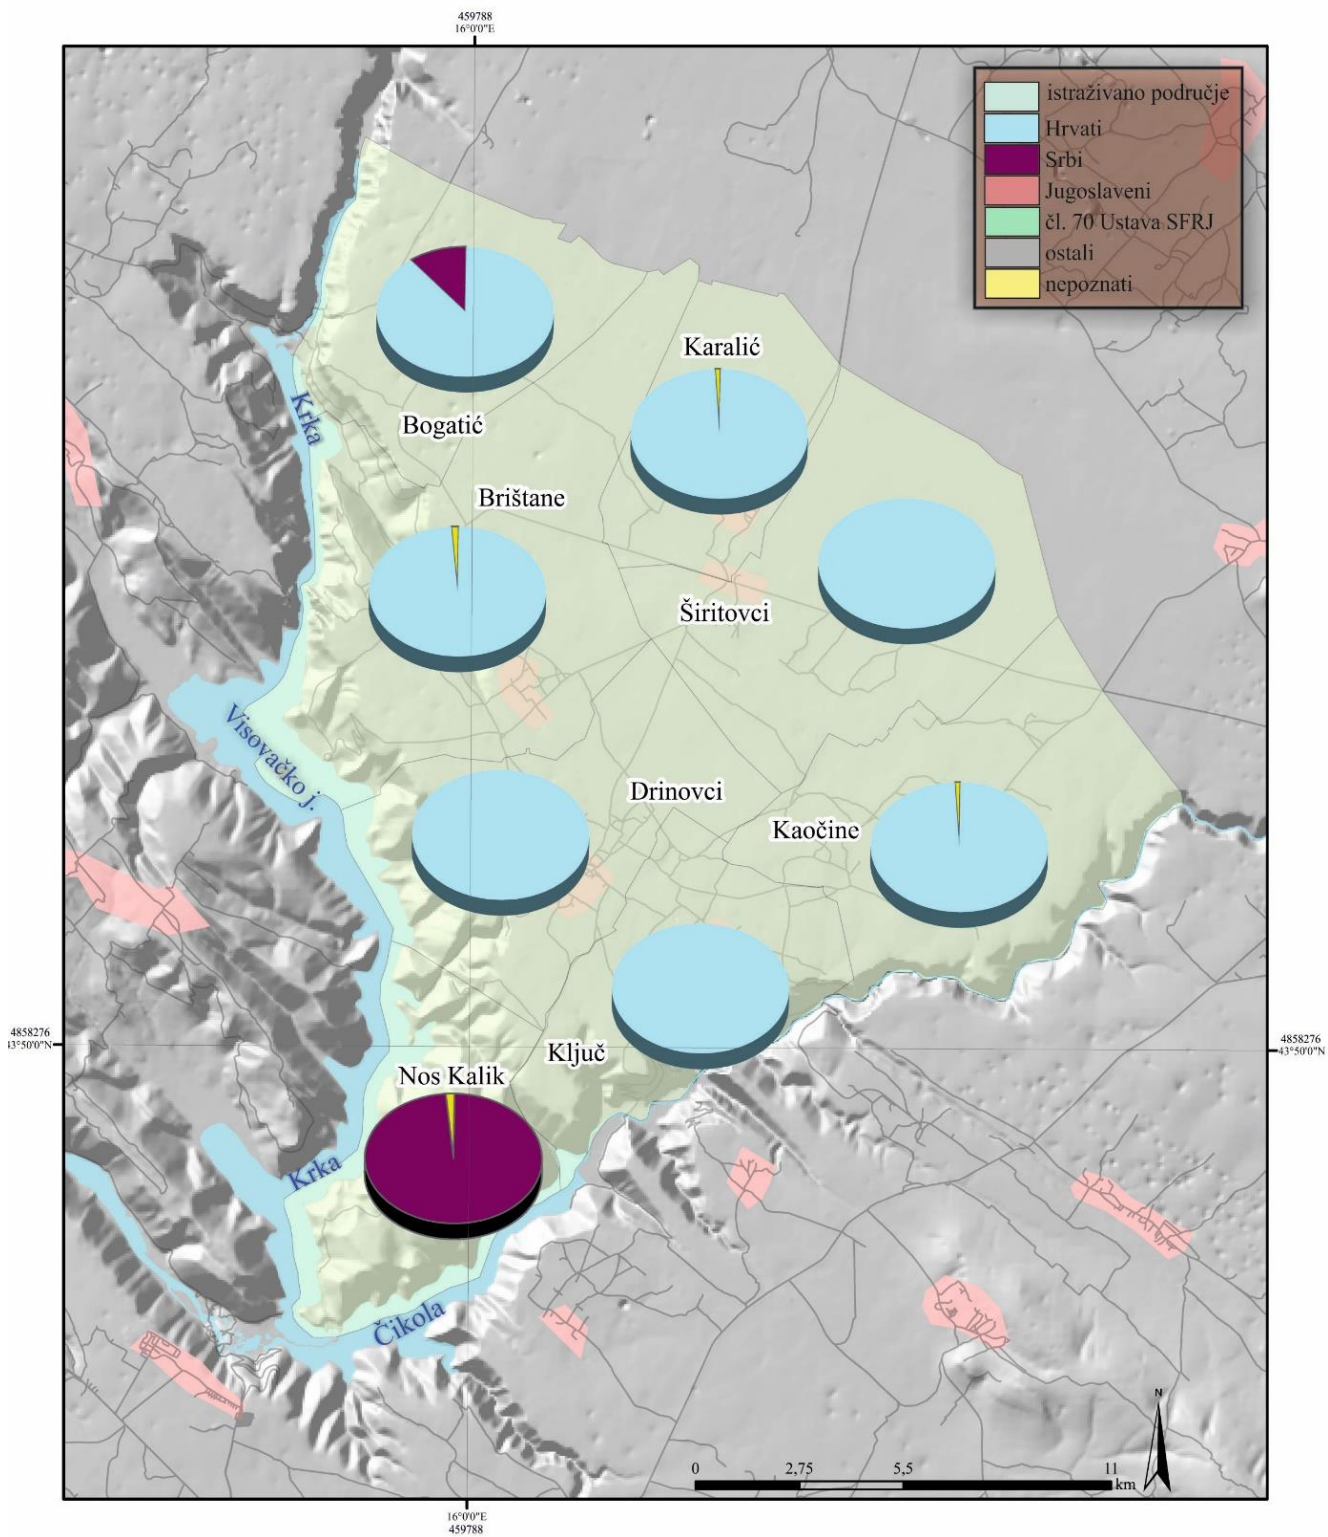 459788
16°0'0"E
istraživano područje
Hrvati
Srbi
Jugoslaveni
čl. 70 Ustava SFRJ
ostali
nepoznati
Karalić
Krka
Bogatić
Brištane
Širitovci
Visovačko j.
Drinovci
Kaočine
4858276
43°50'0"N
4858276
43°50'0"N
Ključ
Nos Kalik
Krka
Čikola
N
0 2,75 5,5 11
km
16°0'0"E
459788